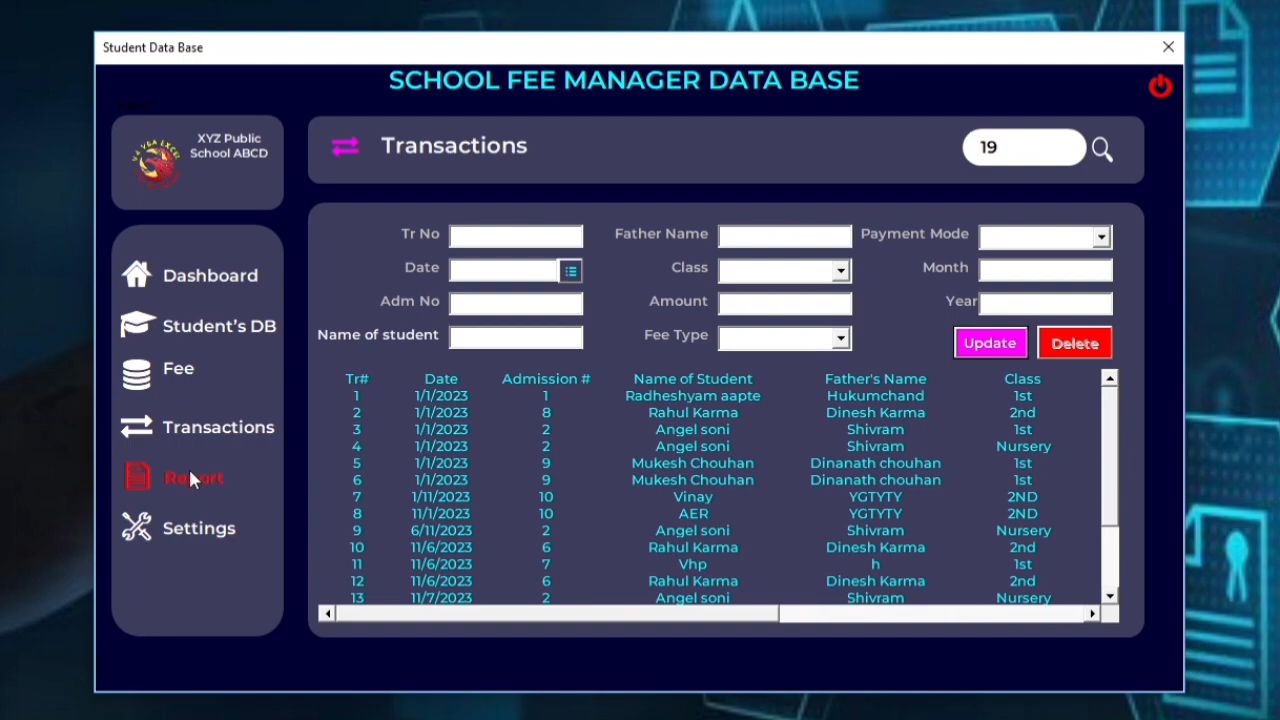 Student Data Base
SCHOOL FEE MANAGER DATA BASE
XYZ Public
School ABCD
Transactions
19
Dashboard
Student's DB
Fee
Transactions
Report
Settings
Tr No
Father Name
Payment Mode
Date
Class
Month
Adm No
Amount
Year
Name of student
Fee Type
Update
Delete
Tr# Date Admission # Name of Student Father's Name Class
1 1/1/2023 1 Radheshyam aapte Hukumchand 1st
2 1/1/2023 8 Rahul Karma Dinesh Karma 2nd
3 1/1/2023 2 Angel soni Shivram 1st
4 1/1/2023 2 Angel soni Shivram Nursery
5 1/1/2023 9 Mukesh Chouhan Dinanath chouhan 1st
6 1/1/2023 9 Mukesh Chouhan Dinanath chouhan 1st
7 1/11/2023 10 Vinay YGTYTY 2ND
8 11/1/2023 10 AER YGTYTY 2ND
9 6/11/2023 2 Angel soni Shivram Nursery
10 11/6/2023 6 Rahul Karma Dinesh Karma 2nd
11 11/6/2023 7 Vhp h 1st
12 11/6/2023 6 Rahul Karma Dinesh Karma 2nd
13 11/7/2023 2 Angel soni Shivram Nursery